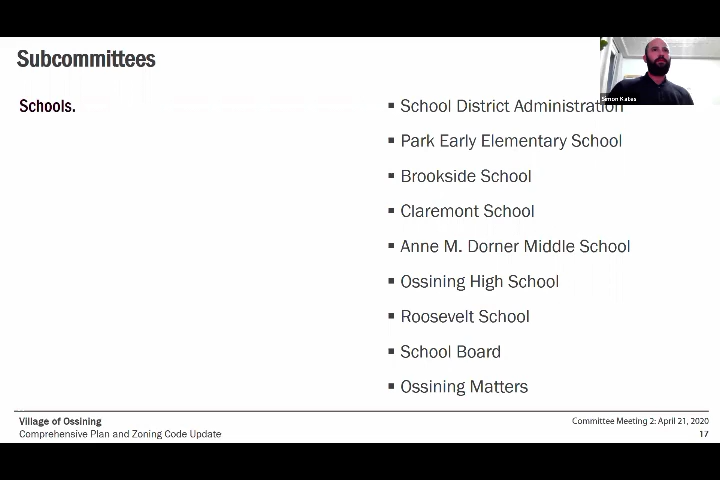 Subcommittees
Schools.
▪ School District Administration
▪ Park Early Elementary School
▪ Brookside School
▪ Claremont School
▪ Anne M. Dorner Middle School
▪ Ossining High School
▪ Roosevelt School
▪ School Board
▪ Ossining Matters
Simon Kates
Village of Ossining
Comprehensive Plan and Zoning Code Update
Committee Meeting 2: April 21, 2020
17